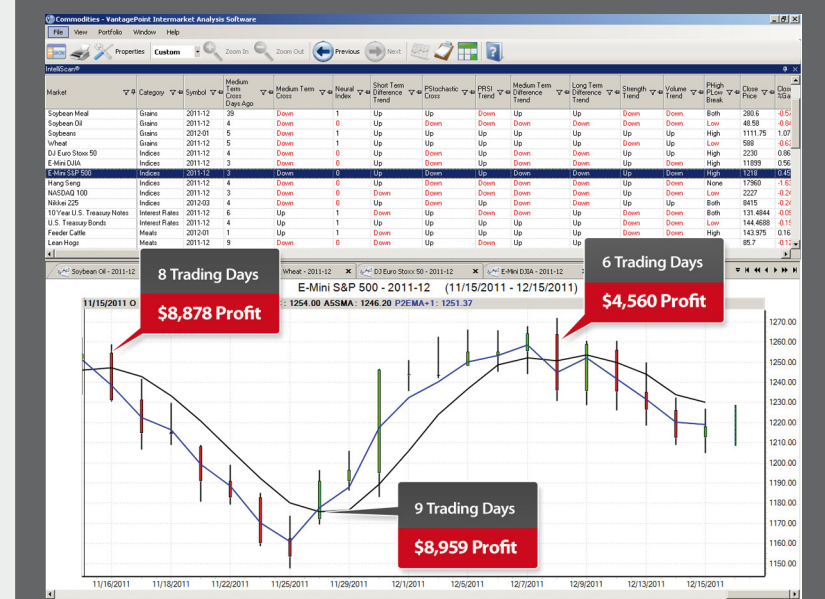 Commodities - VantagePoint Intermarket Analysis Software
File View Portfolio Window Help
Properties Custom Zoom In Zoom Out Previous Next
IntelliScan®
Market Category Symbol Medium Term Cross Days Ago Medium Term Cross Neural Index Short Term Difference Trend PStochastic Cross PRSI Trend Medium Term Difference Trend Long Term Difference Trend Strength Trend Volume Trend PHigh PLow Break Close Price
Soybean Meal Grains 2011-12 39 Down 1 Up Up Down Down Down Down Down Both 280.6
Soybean Oil Grains 2011-12 4 Down 0 Up Down Down Down Down Up Down Low 48.58
Soybeans Grains 2012-01 5 Down 1 Up Up Up Down Down Up Up High 1111.75 1.07
Wheat Grains 2011-12 5 Down 1 Up Up Up Down Down Down Down Low 588
DJ Euro Stoxx 50 Indices 2011-12 4 Down 0 Up Down Down Down Down Up Up High 2230 0.86
E-Mini DJIA Indices 2011-12 3 Down 0 Up Up Up Down Down Up Down High 11899 0.56
E-Mini S&P 500 Indices 2011-12 3 Down 0 Up Up Up Down Down Up Down High 1218 0.45
Hang Seng Indices 2011-12 4 Down 0 Up Down Down Down Down Up Up None 17960
NASDAQ 100 Indices 2011-12 3 Down 0 Down Down Down Down Down Up Down Low 2227
Nikkei 225 Indices 2012-03 4 Down 0 Down Up Down Down Down Up Up Both 8415
10 Year U.S. Treasury Notes Interest Rates 2011-12 6 Up 1 Down Up Up Up Up Down Down Both 131.4844
U.S. Treasury Bonds Interest Rates 2011-12 4 Up 1 Up Up Up Up Up Down Down Low 144.4688
Feeder Cattle Meats 2012-01 1 Up 1 Up Up Up Down Up Down Down High 143.975 0.16
Lean Hogs Meats 2011-12 9 Down 0 Down 85.7
Soybean Oil - 2011-12 Wheat - 2011-12 DJ Euro Stoxx 50 - 2011-12 E-Mini DJIA - 2011-12
8 Trading Days
$8,878 Profit
6 Trading Days
$4,560 Profit
E-Mini S&P 500 - 2011-12 (11/15/2011 - 12/15/2011)
11/15/2011 O : 1254.00 A5SMA: 1246.20 P2EMA+1: 1251.37
1270.00
1260.00
1250.00
1240.00
1230.00
1220.00
1210.00
1200.00
1190.00
1180.00
1170.00
1160.00
1150.00
9 Trading Days
$8,959 Profit
11/16/2011 11/18/2011 11/22/2011 11/25/2011 11/29/2011 12/1/2011 12/5/2011 12/7/2011 12/9/2011 12/13/2011 12/15/2011